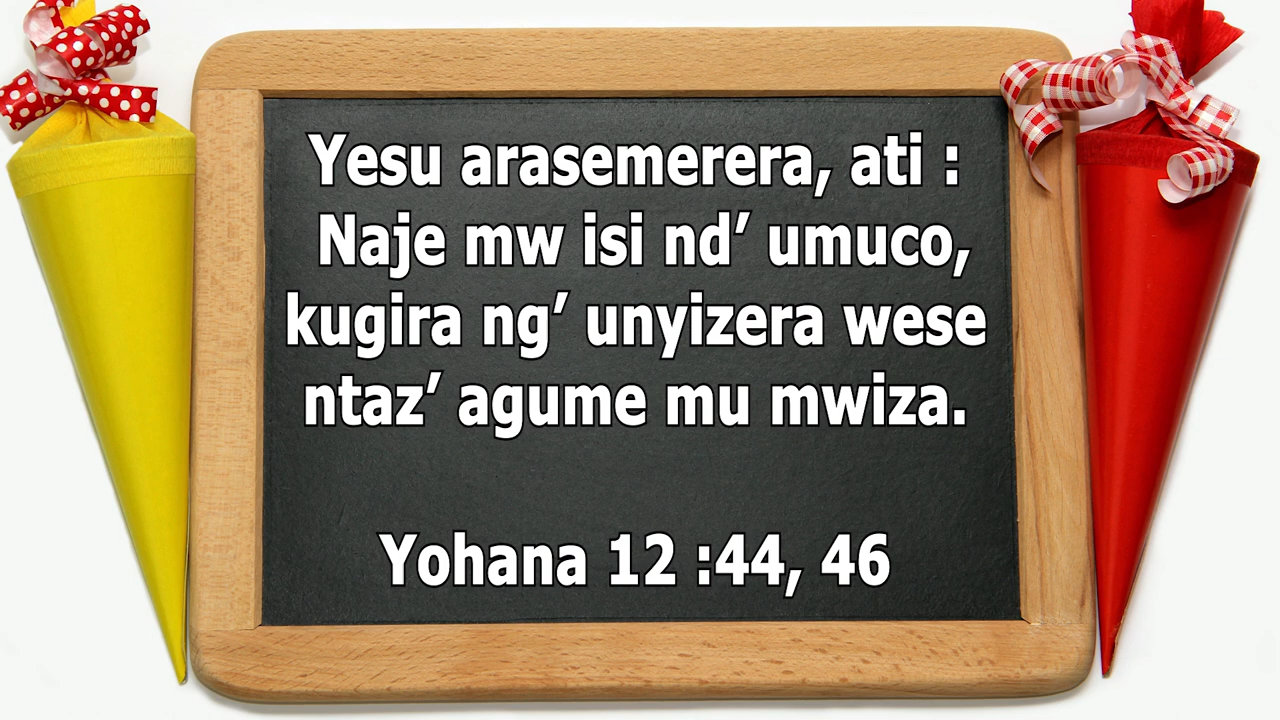 Yesu arasemerera, ati :
Naje mw isi nd’ umuco,
kugira ng’ unyizera wese
ntaz’ agume mu mwiza.
Yohana 12 :44, 46